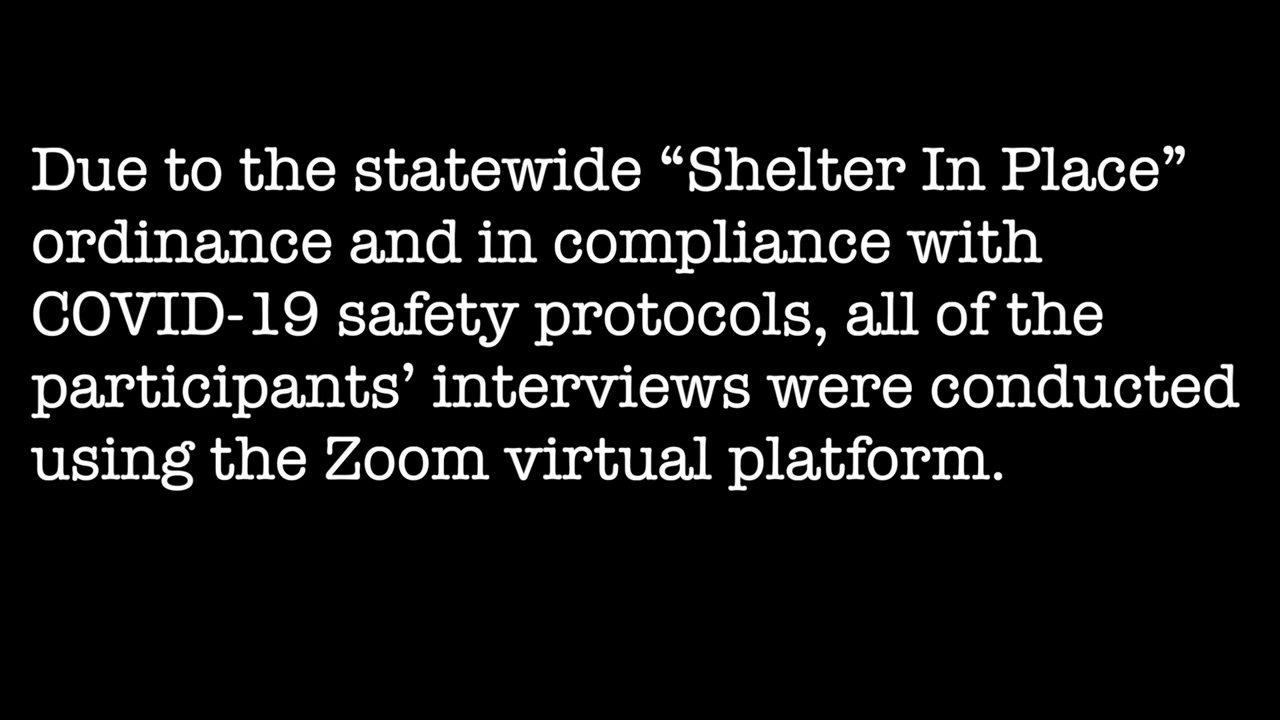 Due to the statewide “Shelter In Place”
ordinance and in compliance with
COVID-19 safety protocols, all of the
participants’ interviews were conducted
using the Zoom virtual platform.